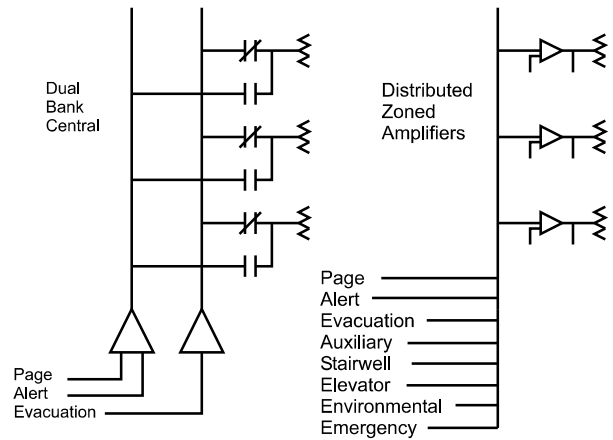 Dual
Bank
Central
Page
Alert
Evacuation
Distributed
Zoned
Amplifiers
Page
Alert
Evacuation
Auxiliary
Stairwell
Elevator
Environmental
Emergency